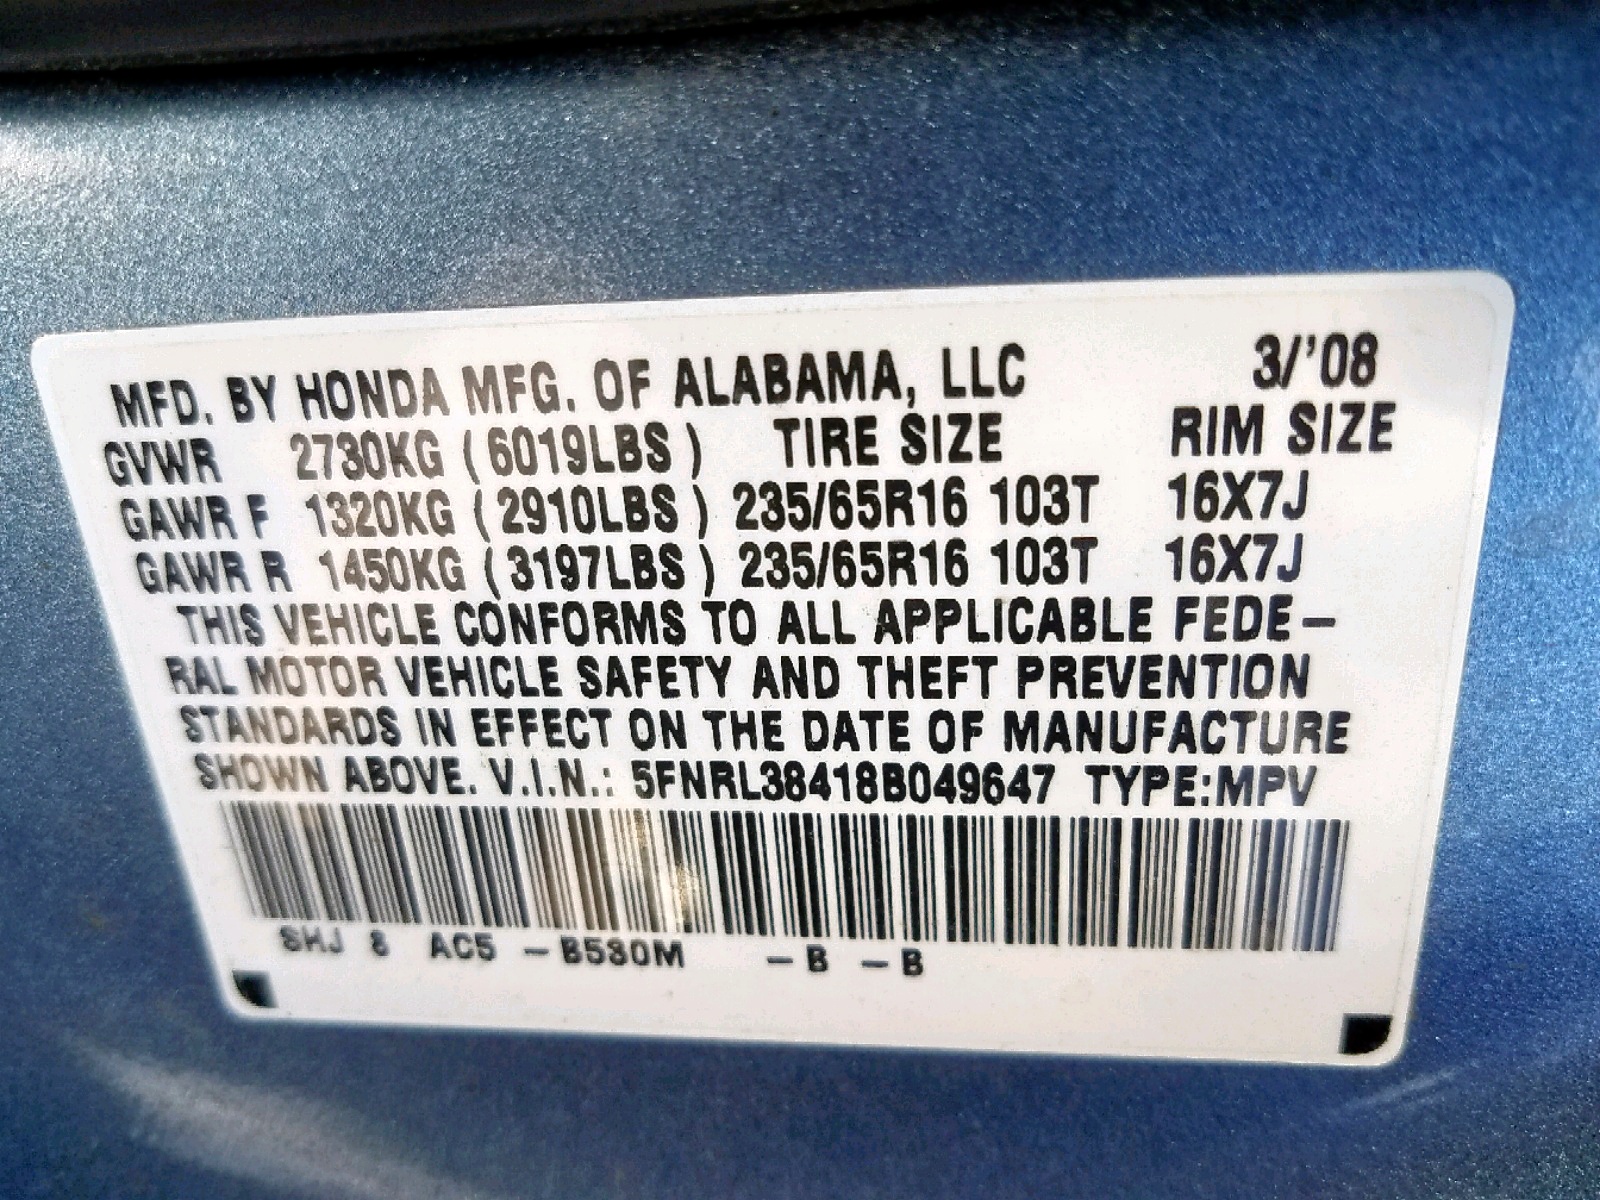 MFD. BY HONDA MFG. OF ALABAMA, LLC 3/'08
GVWR 2730KG (6019LBS) TIRE SIZE RIM SIZE
GAWR F 1320KG (2910LBS) 235/65R16 103T 16X7J
GAWR R 1450KG (3197LBS) 235/65R16 103T 16X7J
THIS VEHICLE CONFORMS TO ALL APPLICABLE FEDE-
RAL MOTOR VEHICLE SAFETY AND THEFT PREVENTION
STANDARDS IN EFFECT ON THE DATE OF MANUFACTURE
SHOWN ABOVE. V.I.N.: 5FNRL38418B049647 TYPE:MPV
SHJ 8 AC5 -B530M -B -B